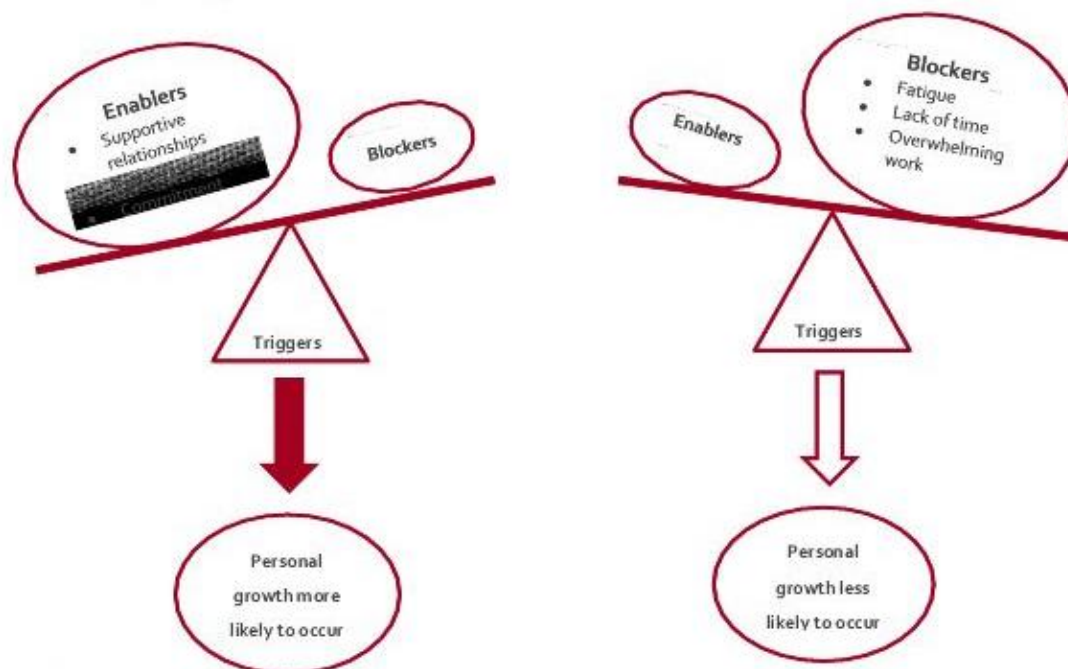 Enablers
• Supportive
relationships
• Commitment
Blockers
Triggers
Personal
growth more
likely to occur
Enablers
Blockers
• Fatigue
• Lack of time
• Overwhelming
work
Triggers
Personal
growth less
likely to occur